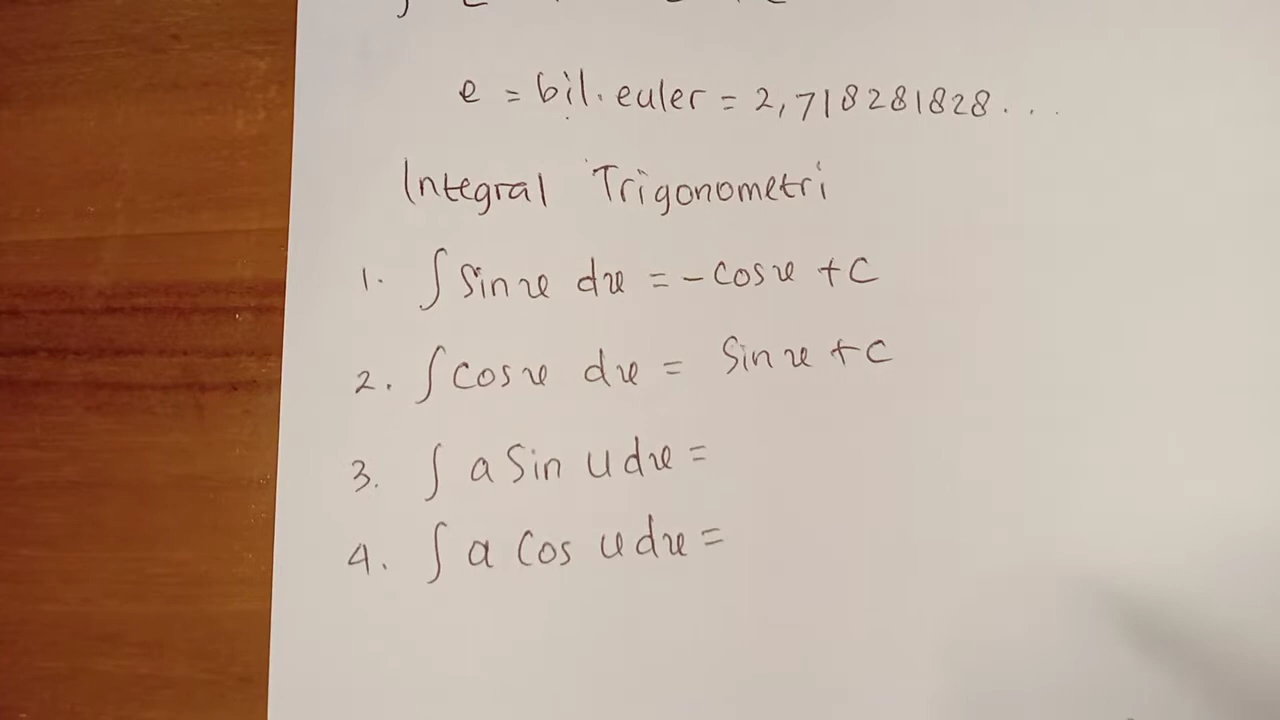 e = bil. euler = 2,718281828...
Integral Trigonometri
1. ∫ Sin x dx = - cos x + C
2. ∫ cos x dx = Sin x + C
3. ∫ a Sin u dx =
4. ∫ a Cos u dx =